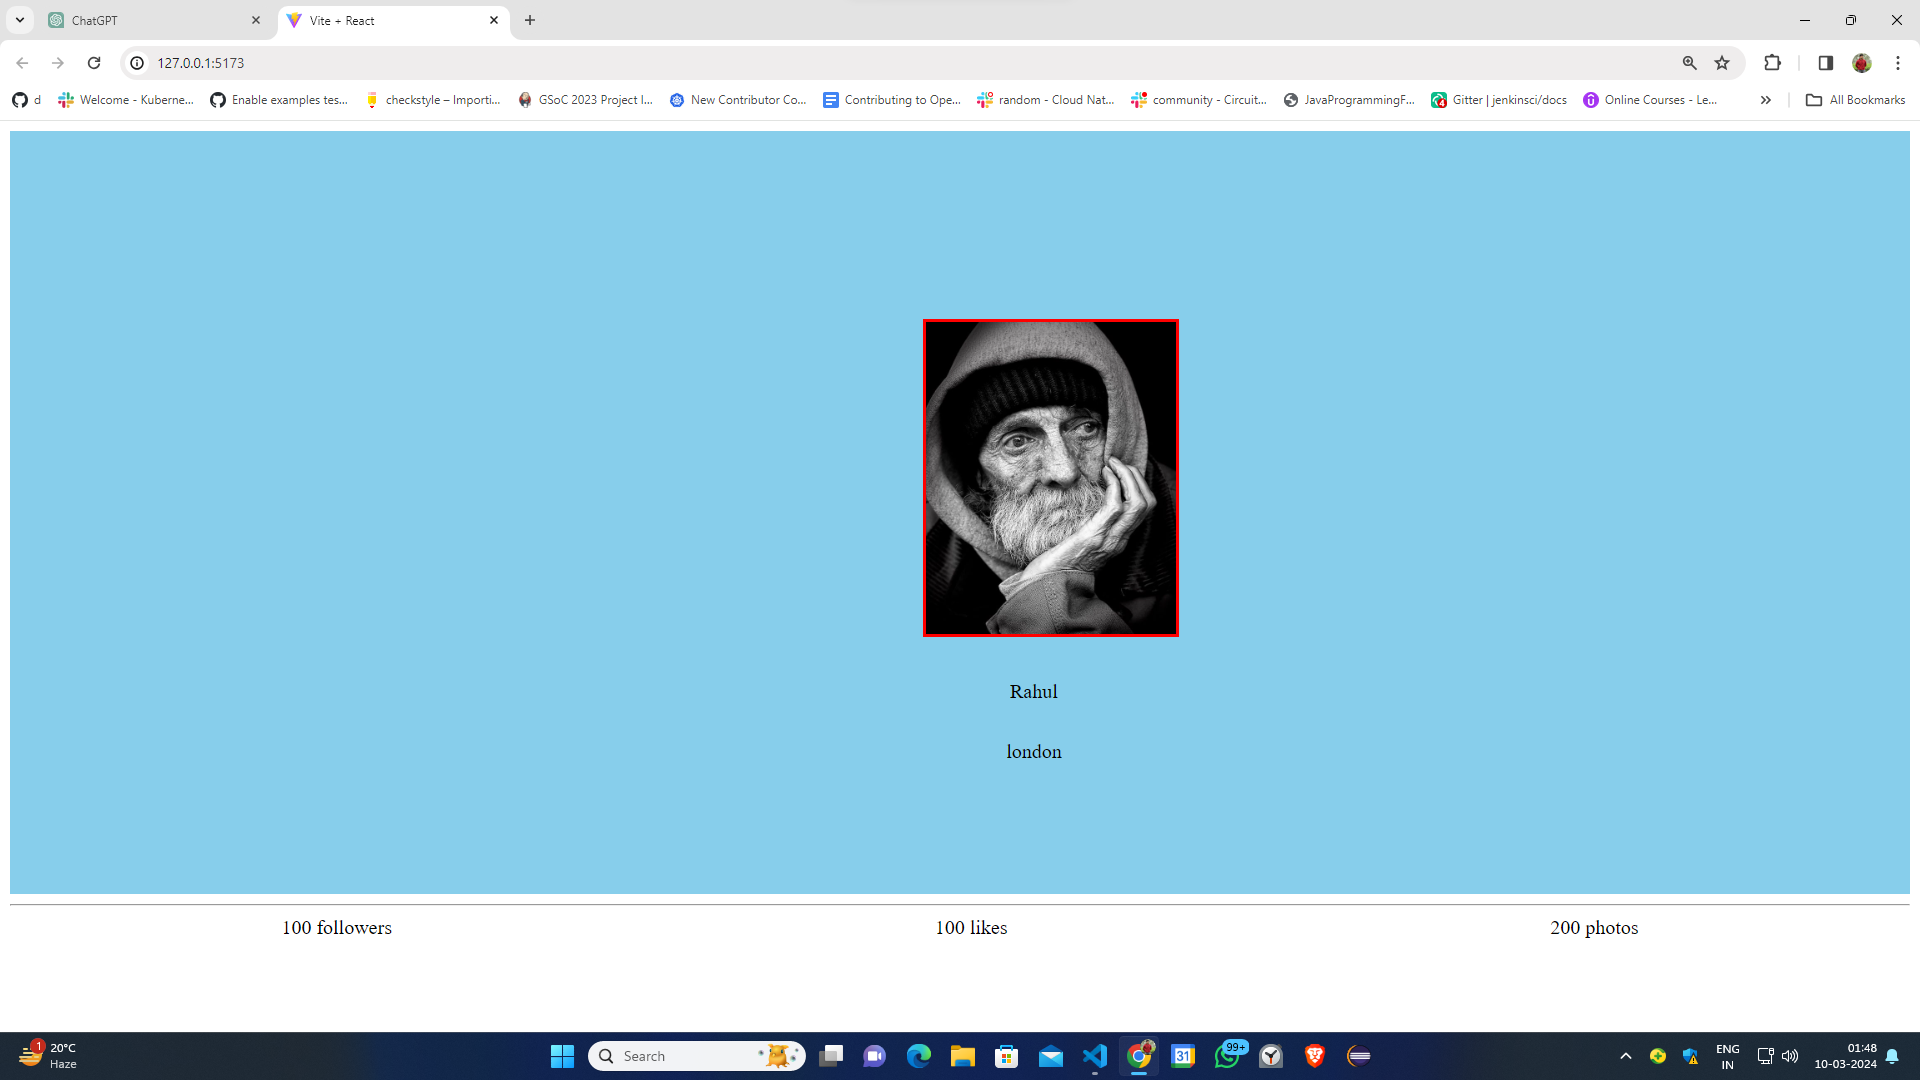 ChatGPT
Vite + React
127.0.0.1:5173
d
Welcome - Kuberne...
Enable examples tes...
checkstyle – Importi...
GSoC 2023 Project I...
New Contributor Co...
Contributing to Ope...
random - Cloud Nat...
community - Circuit...
JavaProgrammingF...
Gitter | jenkinsci/docs
Online Courses - Le...
All Bookmarks
Rahul
london
100 followers
100 likes
200 photos
1
20°C
Haze
Search
31
99+
ENG
IN
01:48
10-03-2024